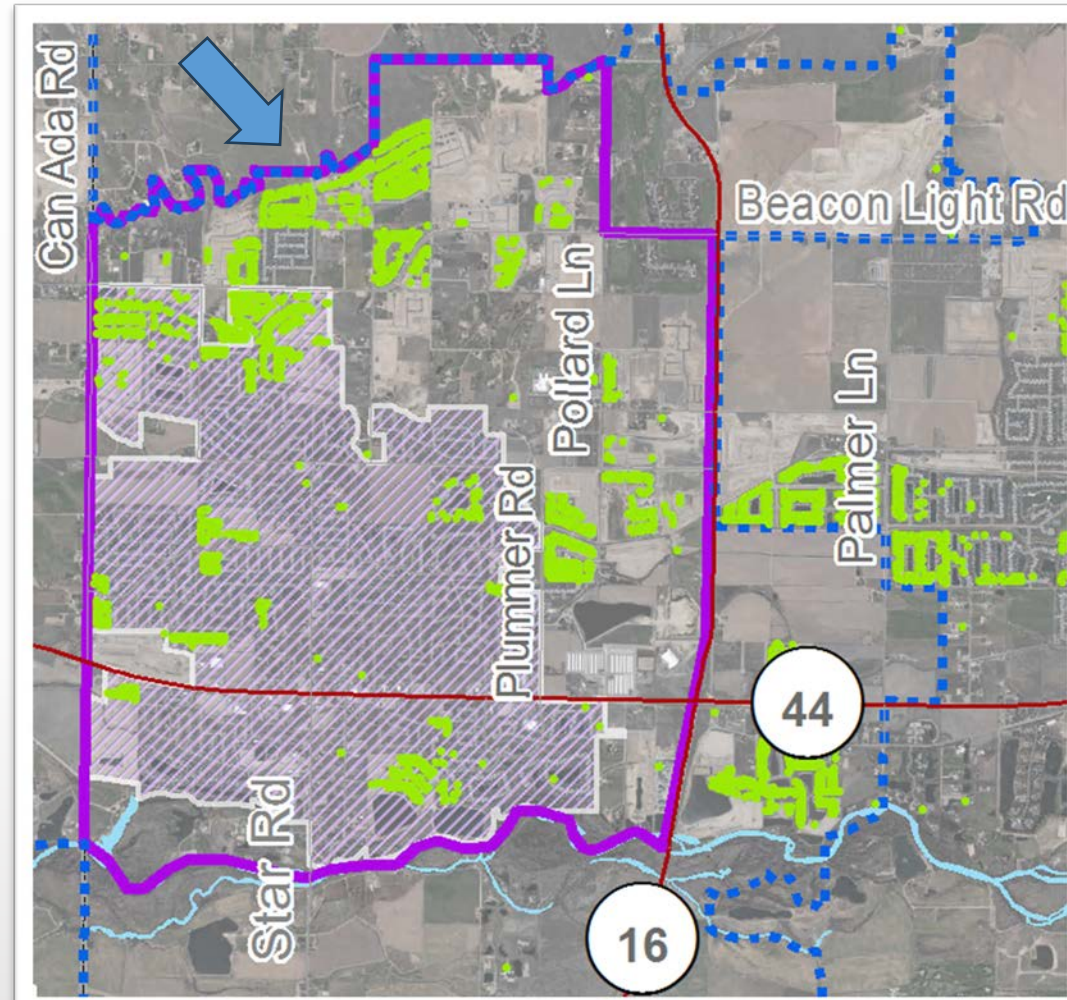 Can Ada Rd
Beacon Light Rd
Pollard Ln
Palmer Ln
Plummer Rd
44
Star Rd
16